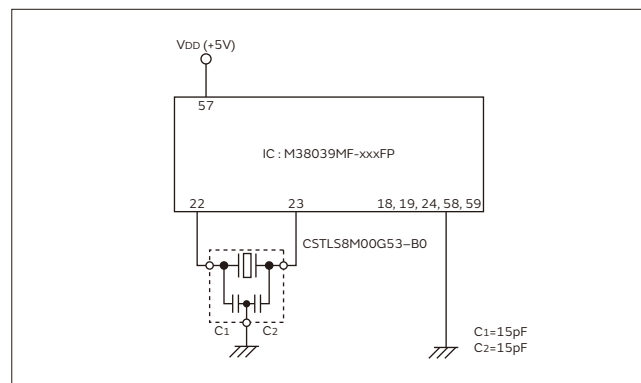 VDD (+5V)
57
IC : M38039MF-xxxFP
22 23 18, 19, 24, 58, 59
CSTLS8M00G53–B0
C1 C2
C1=15pF
C2=15pF